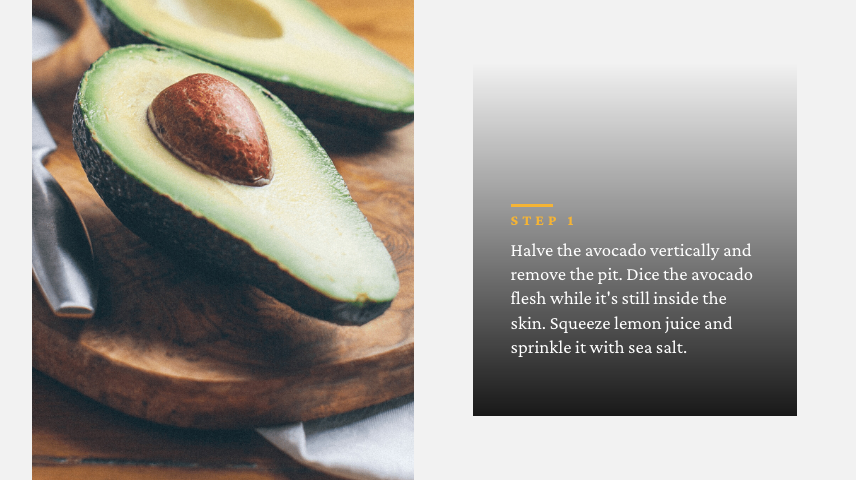 STEP 1
Halve the avocado vertically and
remove the pit. Dice the avocado
flesh while it's still inside the
skin. Squeeze lemon juice and
sprinkle it with sea salt.